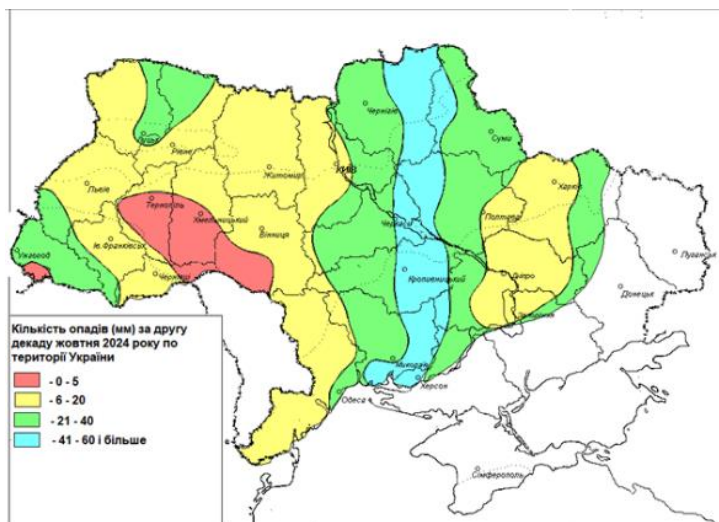 Чернігів
Луцьк
Рівне
Суми
КИЇВ
Житомир
Харків
Львів
Тернопіль
Хмельницький
Полтава
Черкаси
Вінниця
Ів.Франківськ
Луганськ
Ужгород
Чернівці
Кропивницький
Дніпро
Донецьк
Кількість опадів (мм) за другу
декаду жовтня 2024 року по
території України
- 0 - 5
- 6 - 20
- 21 - 40
- 41 - 60 і більше
Миколаїв
Херсон
Одеса
Сімферополь